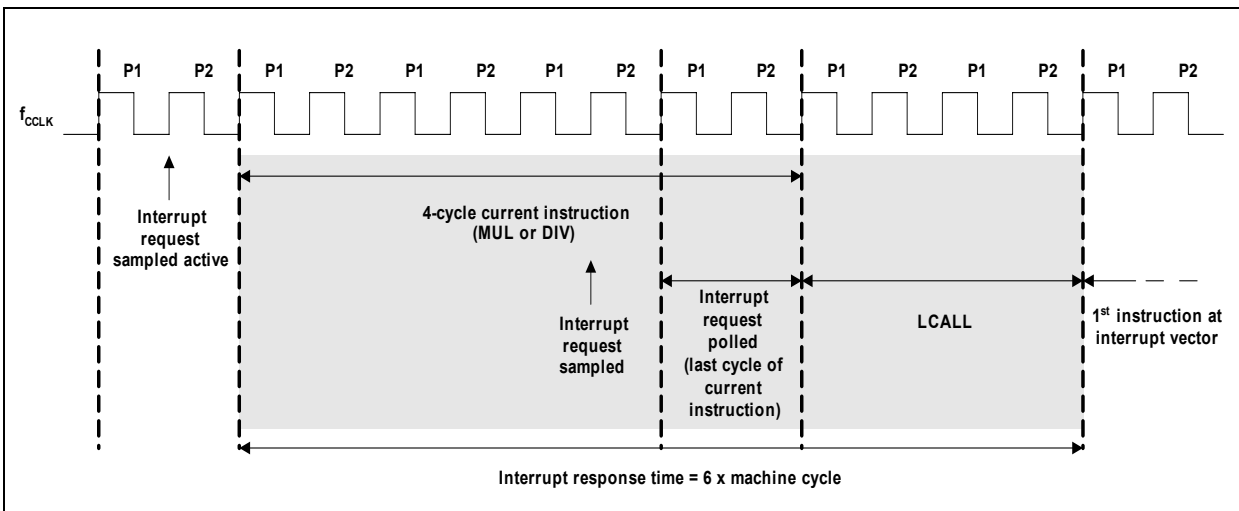 P1 P2 P1 P2 P1 P2 P1 P2 P1 P2 P1 P2 P1 P2 P1 P2
fCCLK
Interrupt
request
sampled active
4-cycle current instruction
(MUL or DIV)
Interrupt
request
sampled
Interrupt
request
polled
(last cycle of
current
instruction)
LCALL
1st instruction at
interrupt vector
Interrupt response time = 6 x machine cycle